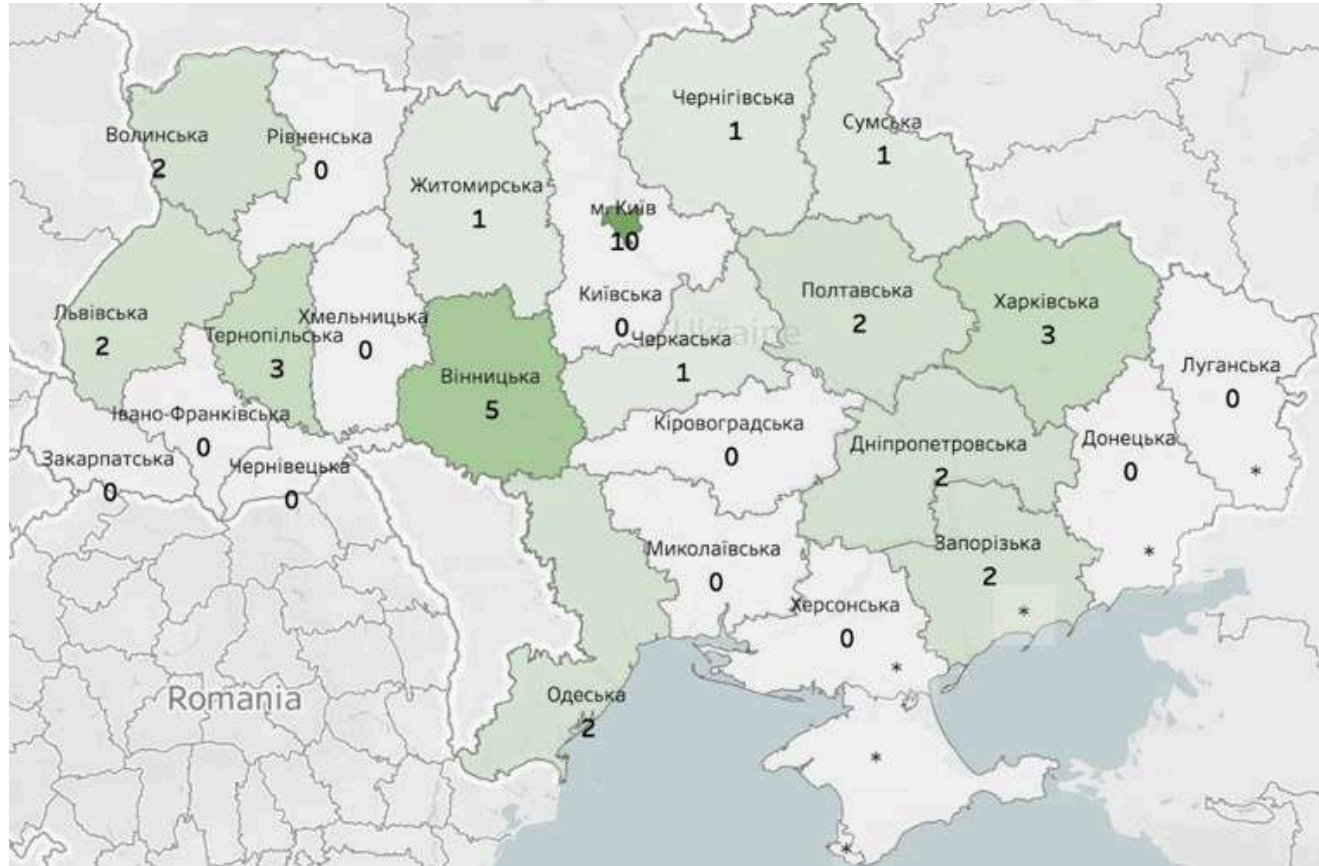 Чернігівська
1
Сумська
1
Волинська
2
Рівненська
0
Житомирська
1
м. Київ
10
Київська
0
Полтавська
2
Харківська
3
Львівська
2
Тернопільська
3
Хмельницька
0
Ukraine
Черкаська
1
Вінницька
5
Луганська
0
*
Івано-Франківська
0
Кіровоградська
0
Дніпропетровська
2
Донецька
0
*
Закарпатська
0
Чернівецька
0
Миколаївська
0
Запорізька
2
*
Херсонська
0
*
Romania
Одеська
2
*
*